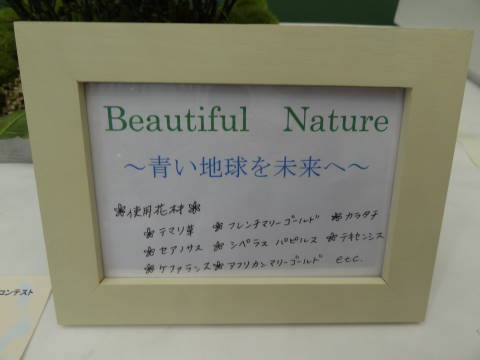 Beautiful Nature
～青い地球を未来へ～
❀使用花材❀
❀テマリ草 ❀フレンチマリーゴールド ❀カラタチ
❀セアノサス ❀シペラス パピルス ❀テキセンシス
❀ケファランス ❀アフリカンマリーゴールド etc.
コンテスト